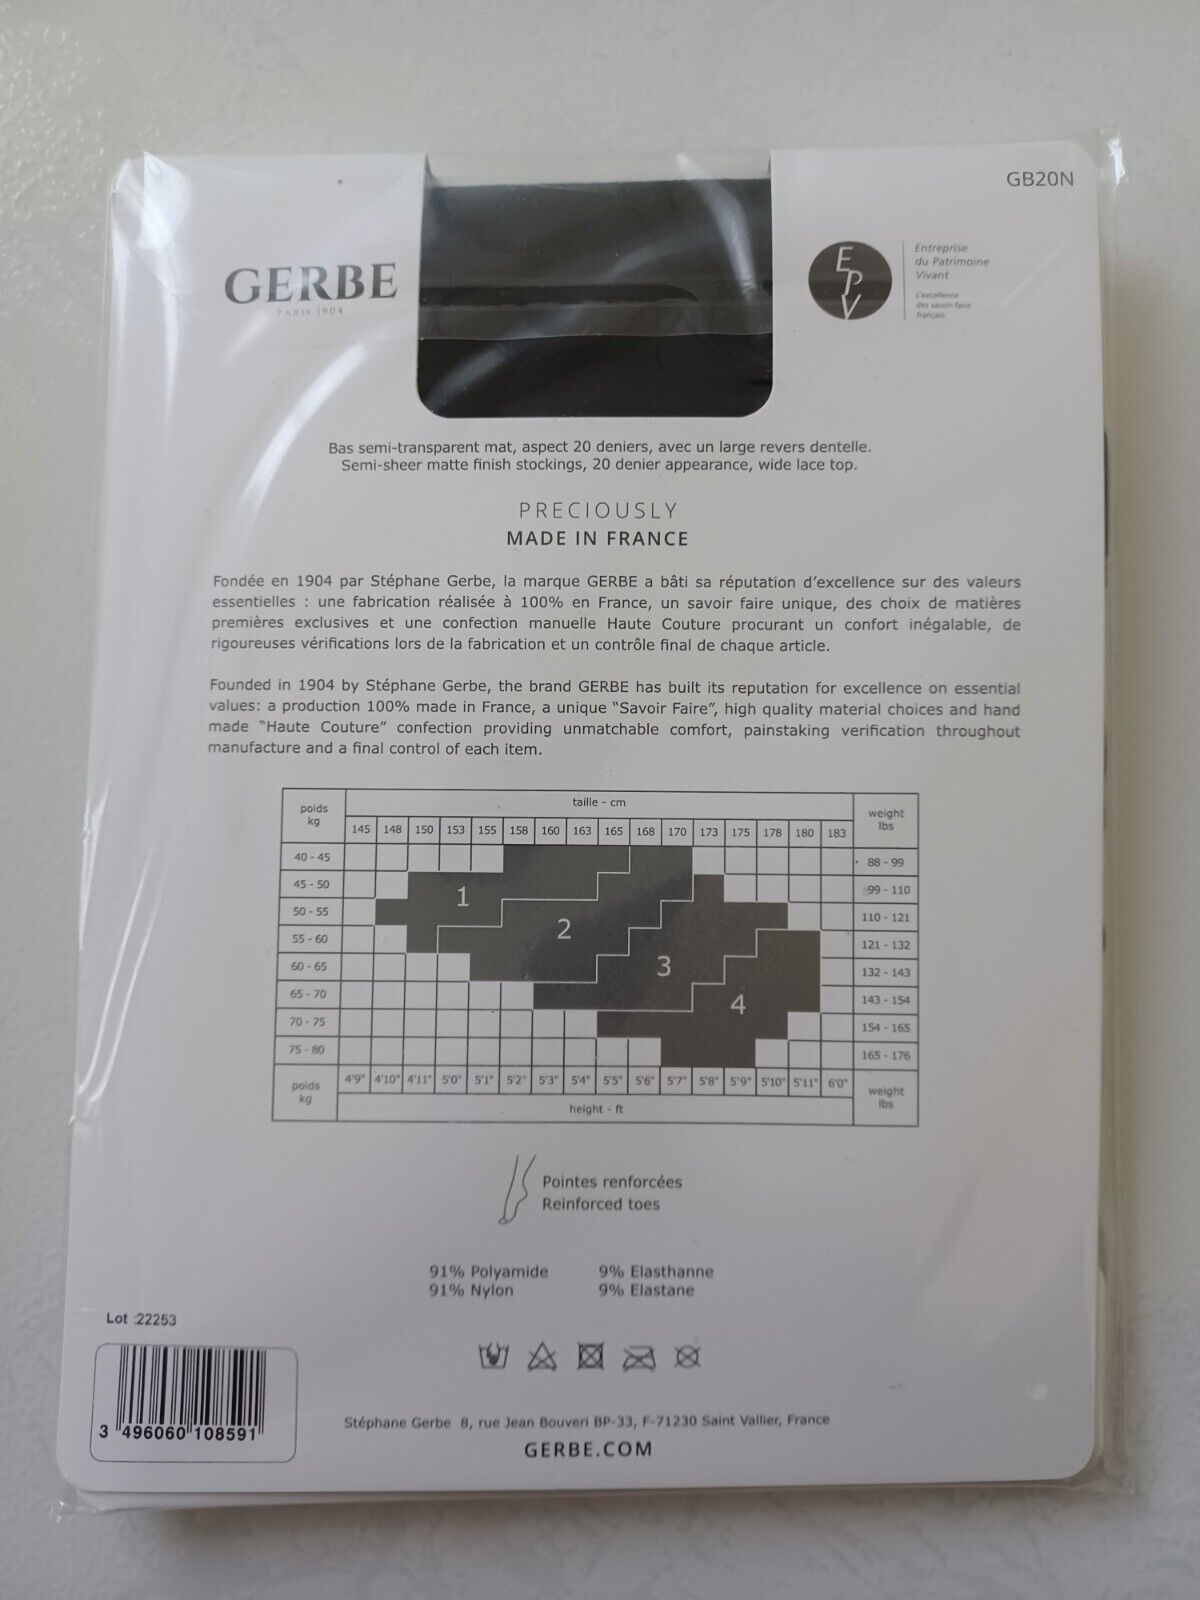 GB20N
GERBE
PARIS 1904
EPV
Entreprise
du Patrimoine
Vivant
L'excellence
des savoir-faire
français
Bas semi-transparent mat, aspect 20 deniers, avec un large revers dentelle.
Semi-sheer matte finish stockings, 20 denier appearance, wide lace top.
PRECIOUSLY
MADE IN FRANCE
Fondée en 1904 par Stéphane Gerbe, la marque GERBE a bâti sa réputation d'excellence sur des valeurs
essentielles : une fabrication réalisée à 100% en France, un savoir faire unique, des choix de matières
premières exclusives et une confection manuelle Haute Couture procurant un confort inégalable, de
rigoureuses vérifications lors de la fabrication et un contrôle final de chaque article.
Founded in 1904 by Stéphane Gerbe, the brand GERBE has built its reputation for excellence on essential
values: a production 100% made in France, a unique "Savoir Faire", high quality material choices and hand
made "Haute Couture" confection providing unmatchable comfort, painstaking verification throughout
manufacture and a final control of each item.
poids kg taille - cm weight lbs
145 148 150 153 155 158 160 163 165 168 170 173 175 178 180 183
40 - 45 88 - 99
45 - 50 1 99 - 110
50 - 55 2 110 - 121
55 - 60 121 - 132
60 - 65 3 132 - 143
65 - 70 4 143 - 154
70 - 75 154 - 165
75 - 80 165 - 176
poids kg 4'9" 4'10" 4'11" 5'0" 5'1" 5'2" 5'3" 5'4" 5'5" 5'6" 5'7" 5'8" 5'9" 5'10" 5'11" 6'0" weight lbs
height - ft
Pointes renforcées
Reinforced toes
91% Polyamide 9% Elasthanne
91% Nylon 9% Elastane
Lot :22253
3 496060 108591
Stéphane Gerbe 8, rue Jean Bouveri BP-33, F-71230 Saint Vallier, France
GERBE.COM